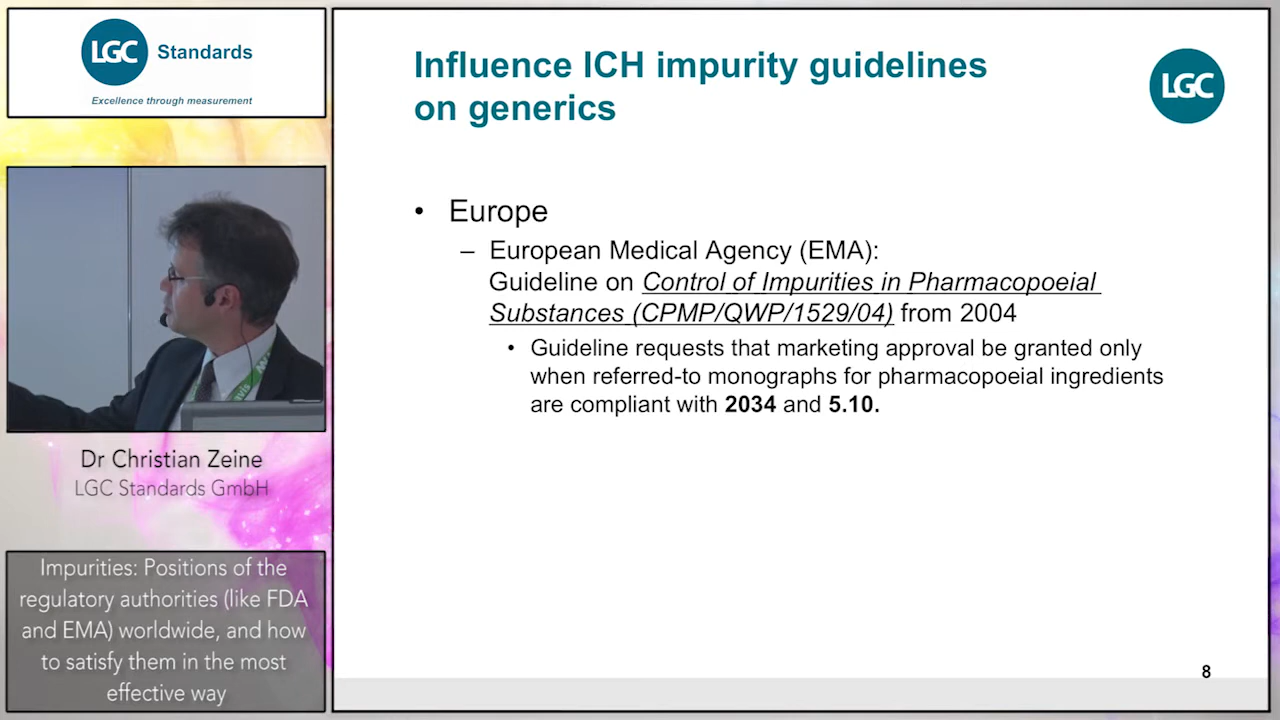 LGC Standards
Excellence through measurement
Dr Christian Zeine
LGC Standards GmbH
Impurities: Positions of the
regulatory authorities (like FDA
and EMA) worldwide, and how
to satisfy them in the most
effective way
Influence ICH impurity guidelines
on generics
LGC
• Europe
– European Medical Agency (EMA):
Guideline on Control of Impurities in Pharmacopoeial
Substances (CPMP/QWP/1529/04) from 2004
• Guideline requests that marketing approval be granted only
when referred-to monographs for pharmacopoeial ingredients
are compliant with 2034 and 5.10.
8